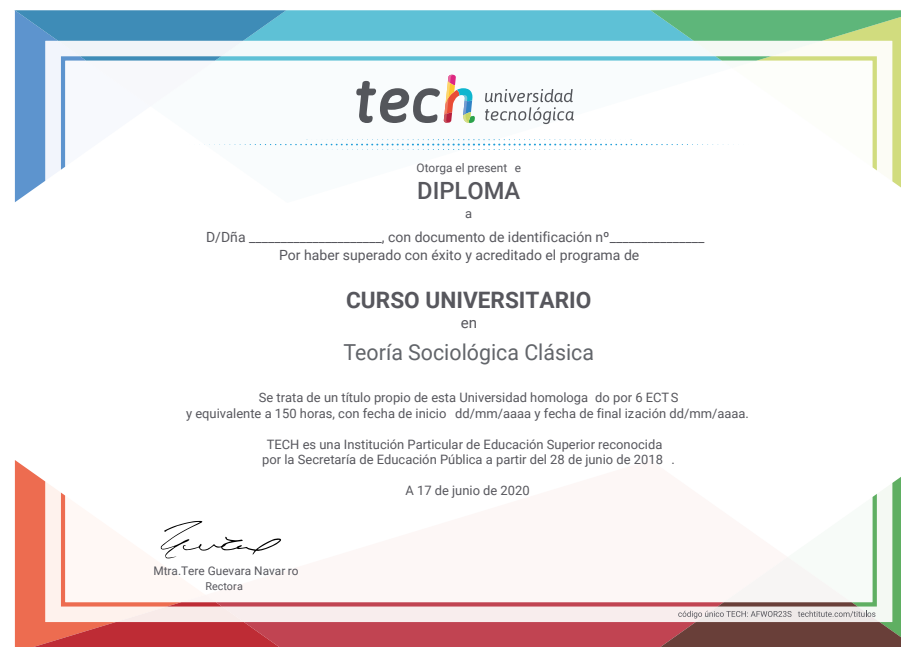 tech universidad
tecnológica
Otorga el present e
DIPLOMA
a
D/Dña ____________________, con documento de identificación nº______________
Por haber superado con éxito y acreditado el programa de
CURSO UNIVERSITARIO
en
Teoría Sociológica Clásica
Se trata de un título propio de esta Universidad homologa do por 6 ECTS
y equivalente a 150 horas, con fecha de inicio dd/mm/aaaa y fecha de final ización dd/mm/aaaa.
TECH es una Institución Particular de Educación Superior reconocida
por la Secretaría de Educación Pública a partir del 28 de junio de 2018 .
A 17 de junio de 2020
Mtra.Tere Guevara Navar ro
Rectora
código único TECH: AFWOR23S techtitute.com/titulos